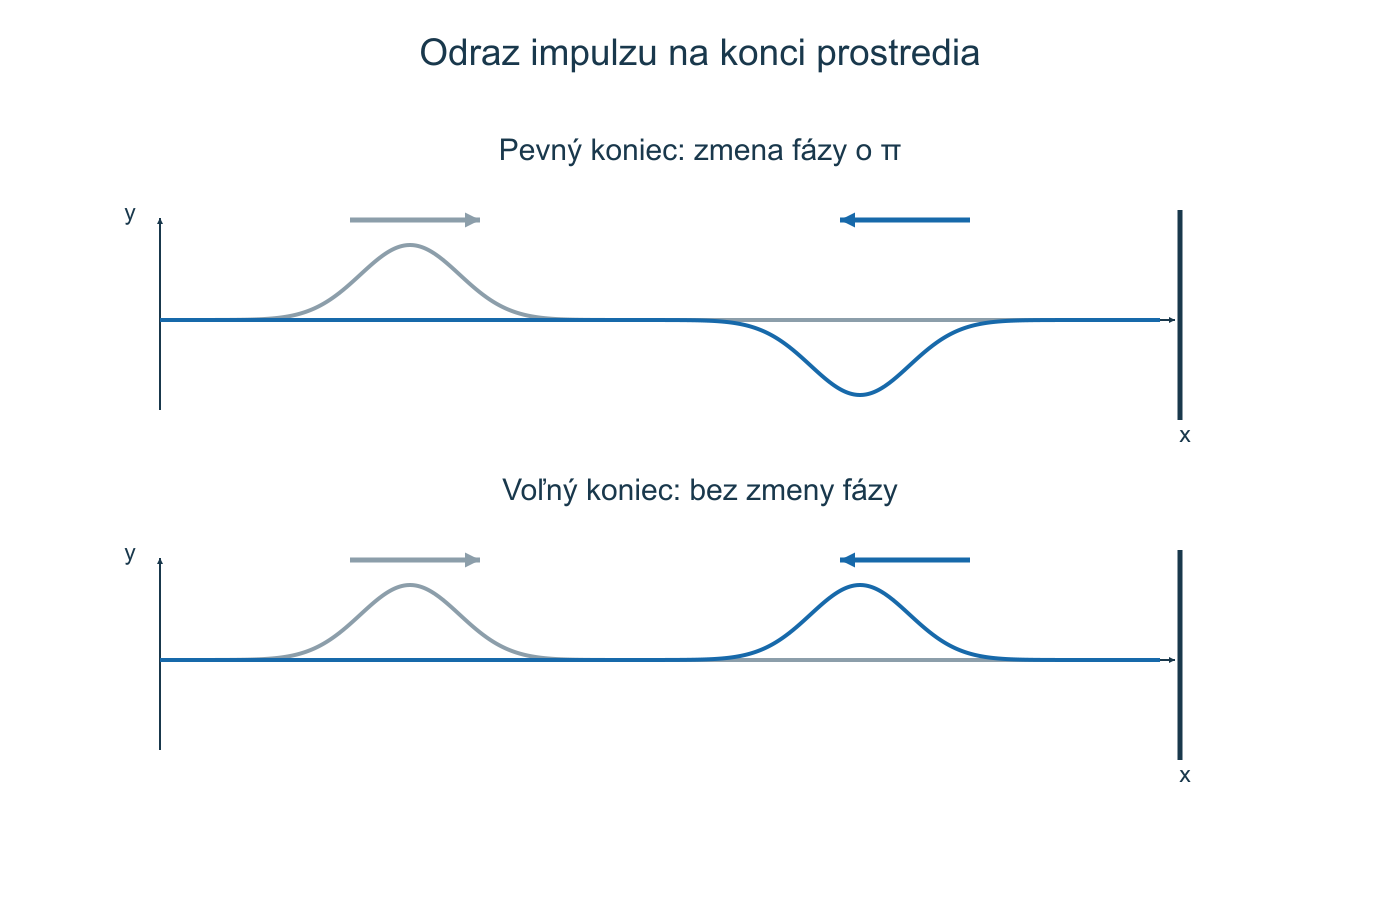 Odraz impulzu na konci prostredia
Pevný koniec: zmena fázy o π
y
x
Voľný koniec: bez zmeny fázy
y
x